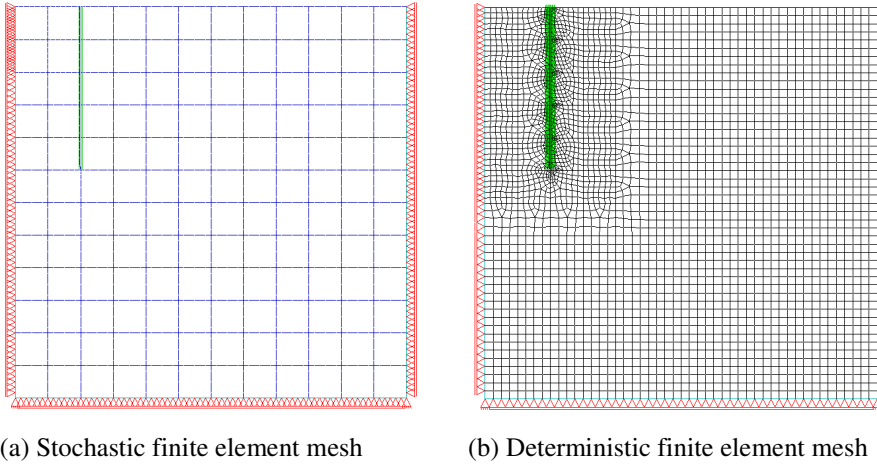 (a) Stochastic finite element mesh
(b) Deterministic finite element mesh